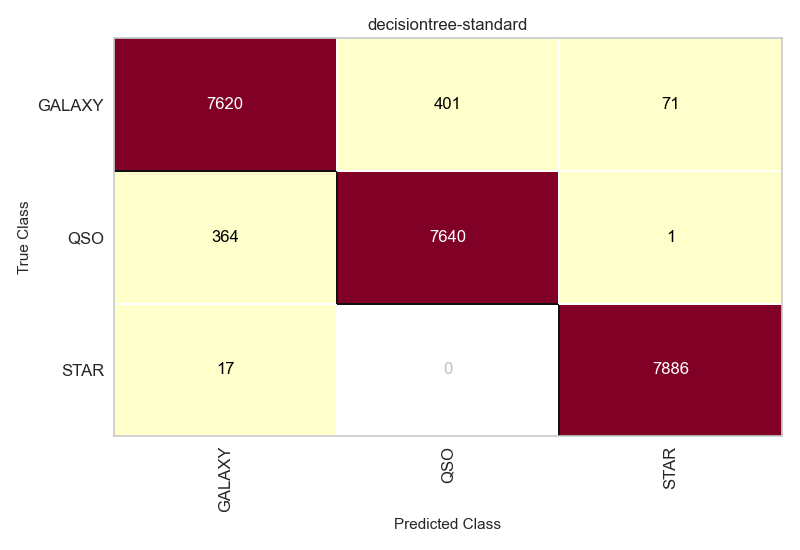 decisiontree-standard
True Class
GALAXY 7620 401 71
QSO 364 7640 1
STAR 17 0 7886
GALAXY QSO STAR
Predicted Class